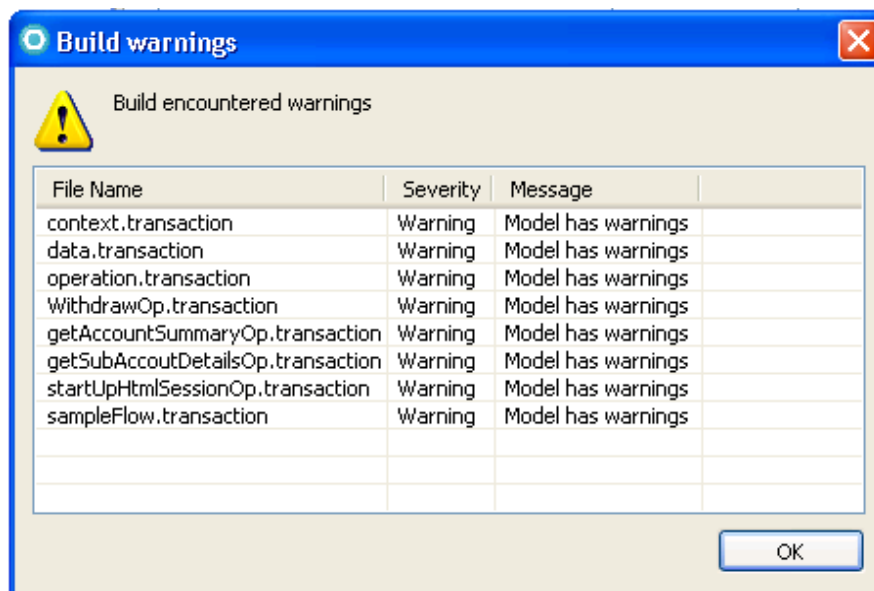 Build warnings
Build encountered warnings
File Name Severity Message
context.transaction Warning Model has warnings
data.transaction Warning Model has warnings
operation.transaction Warning Model has warnings
WithdrawOp.transaction Warning Model has warnings
getAccountSummaryOp.transaction Warning Model has warnings
getSubAccoutDetailsOp.transaction Warning Model has warnings
startUpHtmlSessionOp.transaction Warning Model has warnings
sampleFlow.transaction Warning Model has warnings
OK